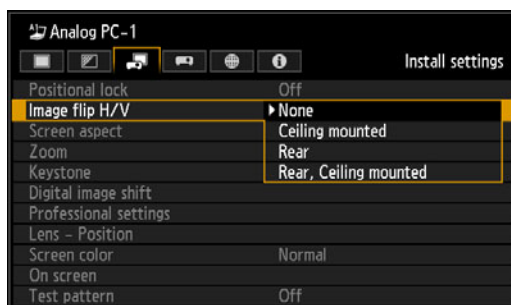 Analog PC-1
Install settings
Positional lock Off
Image flip H/V None
Screen aspect Ceiling mounted
Zoom Rear
Keystone Rear, Ceiling mounted
Digital image shift
Professional settings
Lens – Position
Screen color Normal
On screen
Test pattern Off